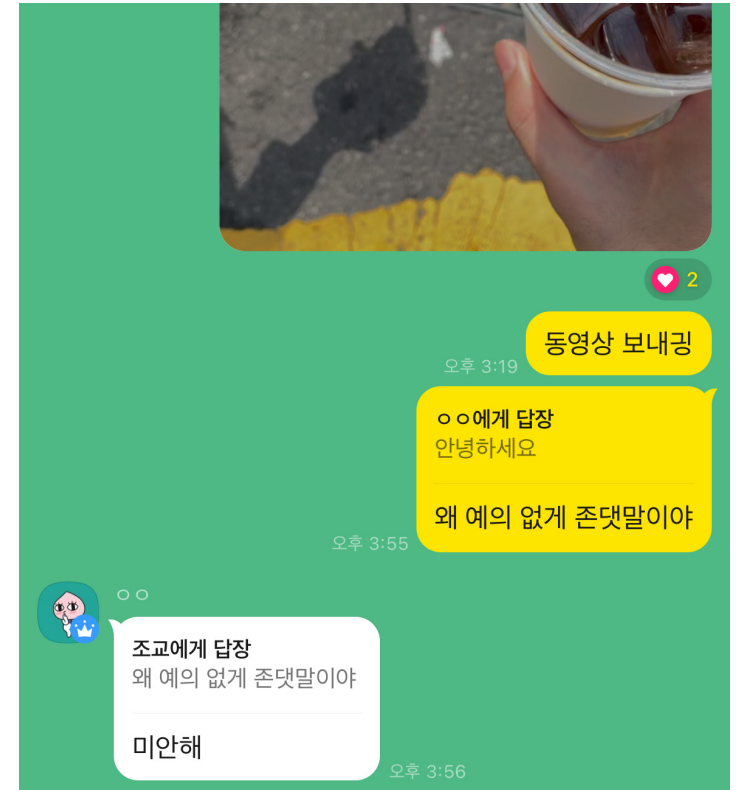 2
동영상 보내긩
오후 3:19
ㅇㅇ에게 답장
안녕하세요
왜 예의 없게 존댓말이야
오후 3:55
ㅇㅇ
조교에게 답장
왜 예의 없게 존댓말이야
미안해
오후 3:56